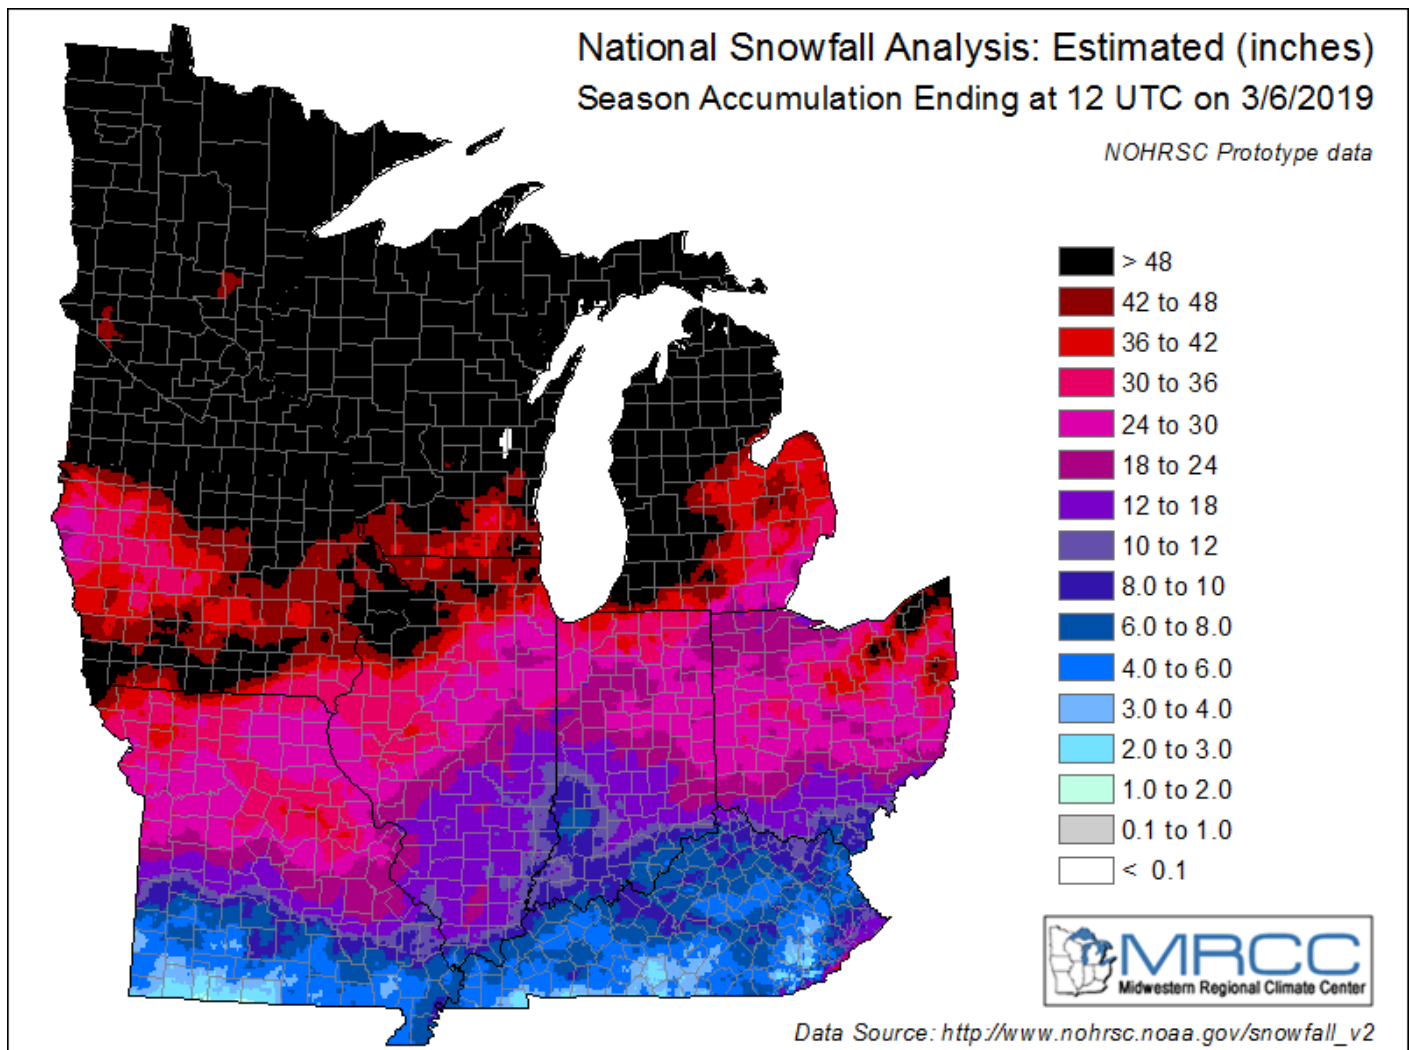 National Snowfall Analysis: Estimated (inches)
Season Accumulation Ending at 12 UTC on 3/6/2019
NOHRSC Prototype data
> 48
42 to 48
36 to 42
30 to 36
24 to 30
18 to 24
12 to 18
10 to 12
8.0 to 10
6.0 to 8.0
4.0 to 6.0
3.0 to 4.0
2.0 to 3.0
1.0 to 2.0
0.1 to 1.0
< 0.1
MRCC
Midwestern Regional Climate Center
Data Source: http://www.nohrsc.noaa.gov/snowfall_v2